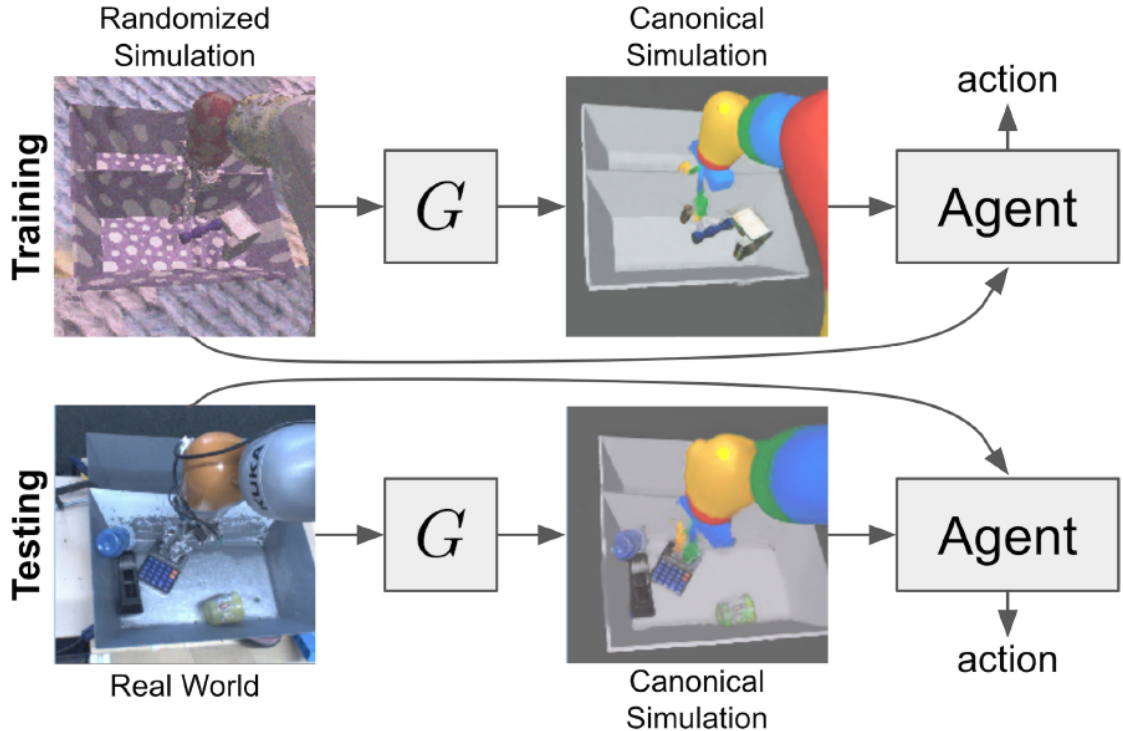 Randomized
Simulation
Canonical
Simulation
action
Training
G
Agent
Testing
KUKA
G
Agent
Real World
Canonical
Simulation
action